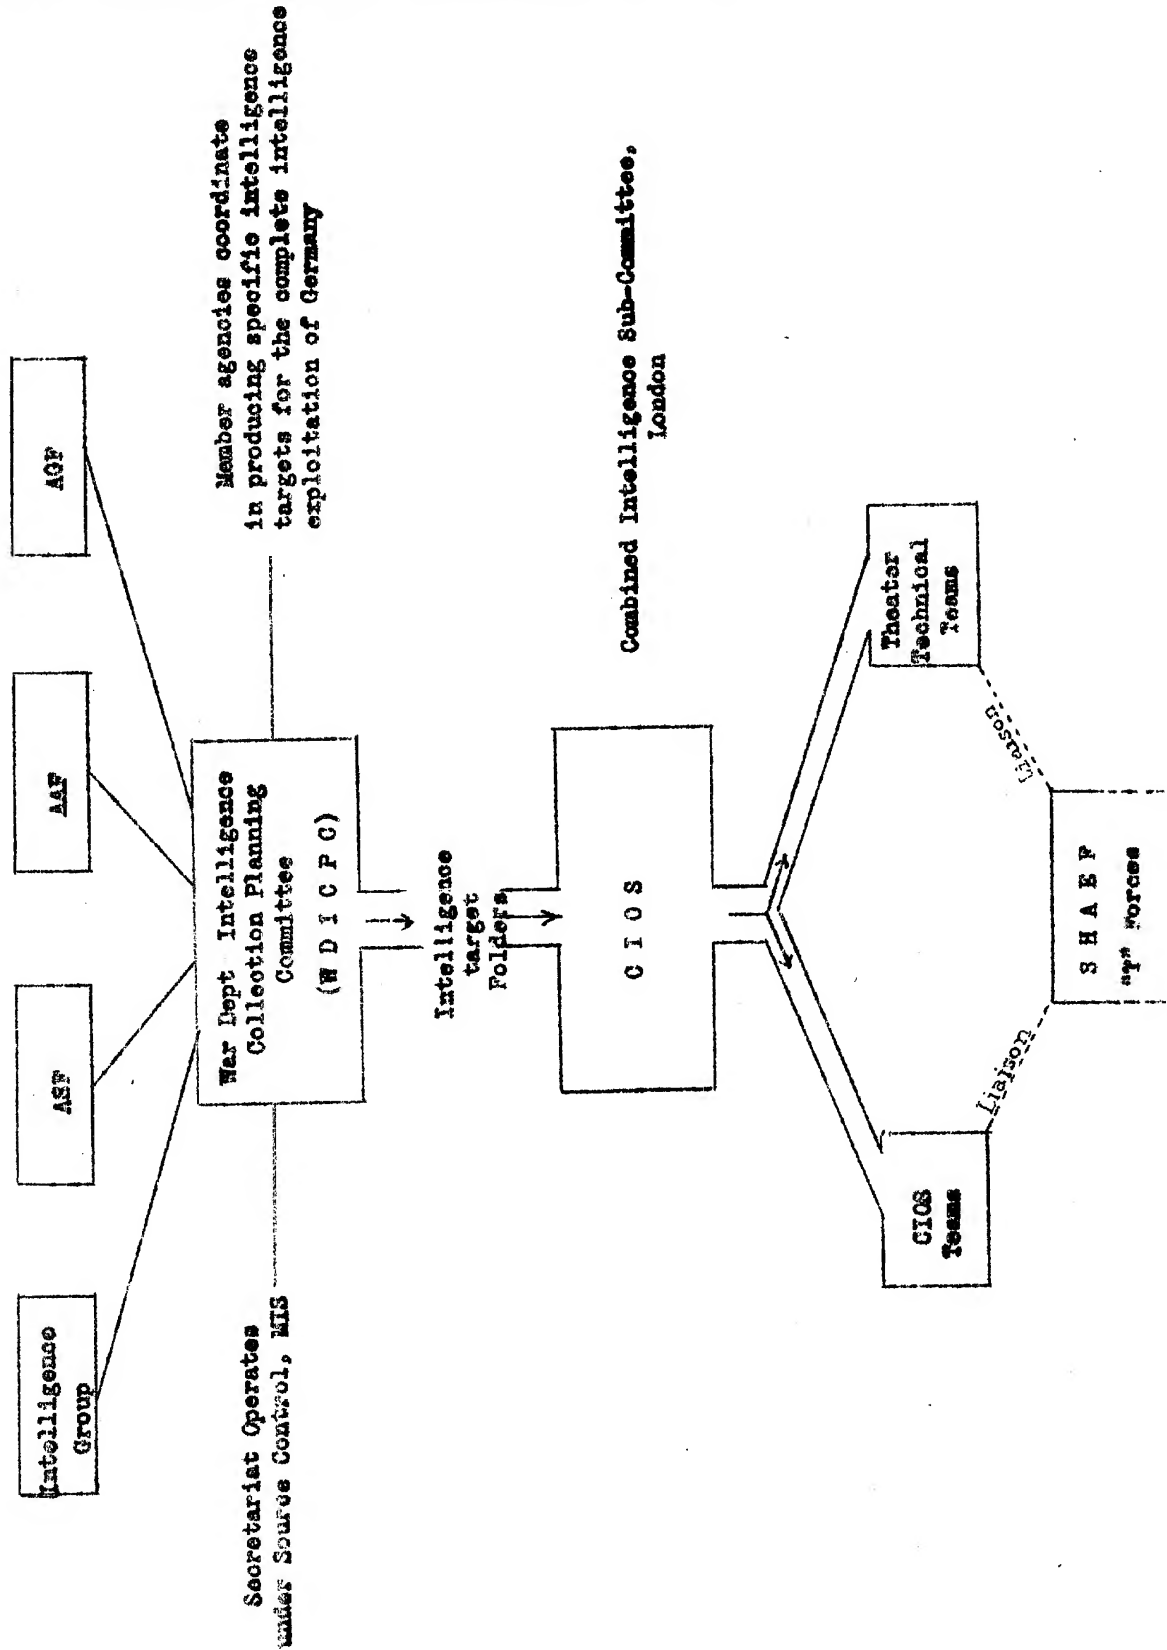 Intelligence
Group
ASF
AAF
AGF
Secretariat Operates
under Source Control, MIS
War Dept Intelligence
Collection Planning
Committee
(W D I C P C)
Member agencies coordinate
in producing specific intelligence
targets for the complete intelligence
exploitation of Germany
Intelligence
target
Folders
C I O S
Combined Intelligence Sub-Committee,
London
CIOS
Teams
Theater
Technical
Teams
Liaison
Liaison
S H A E F
"T" Forces